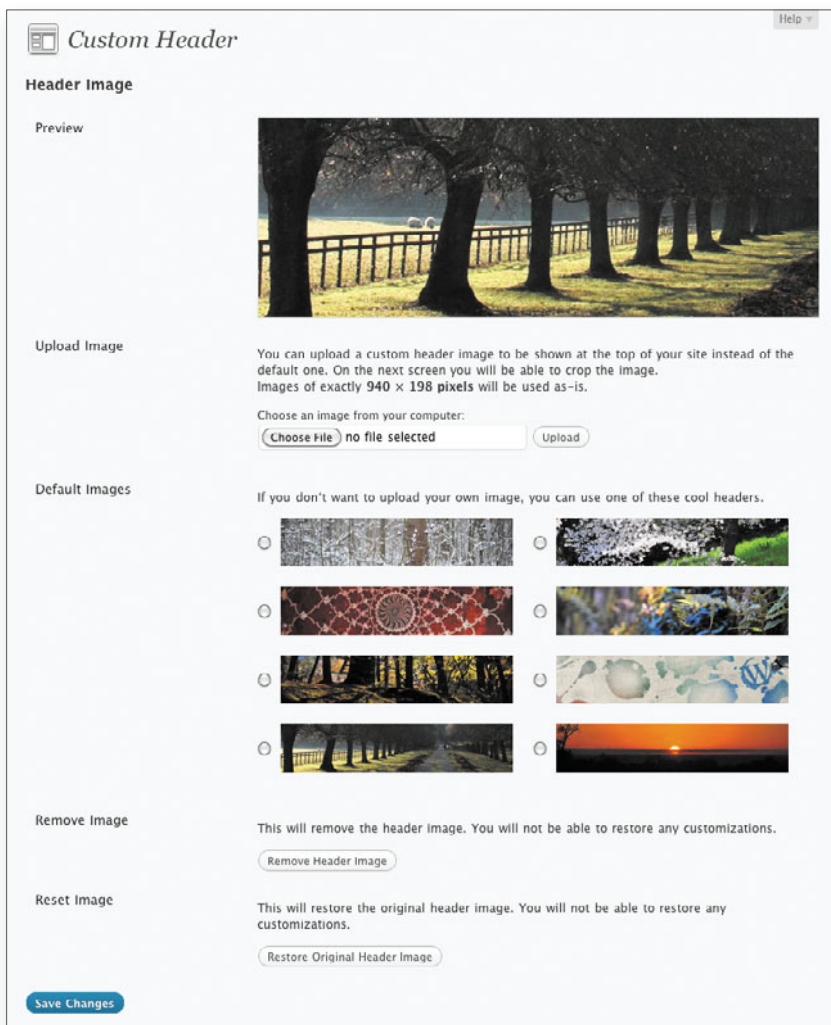 Help
Custom Header
Header Image
Preview
Upload Image
You can upload a custom header image to be shown at the top of your site instead of the
default one. On the next screen you will be able to crop the image.
Images of exactly 940 × 198 pixels will be used as-is.
Choose an image from your computer:
Choose File no file selected Upload
Default Images
If you don't want to upload your own image, you can use one of these cool headers.
W
Remove Image
This will remove the header image. You will not be able to restore any customizations.
Remove Header Image
Reset Image
This will restore the original header image. You will not be able to restore any
customizations.
Restore Original Header Image
Save Changes